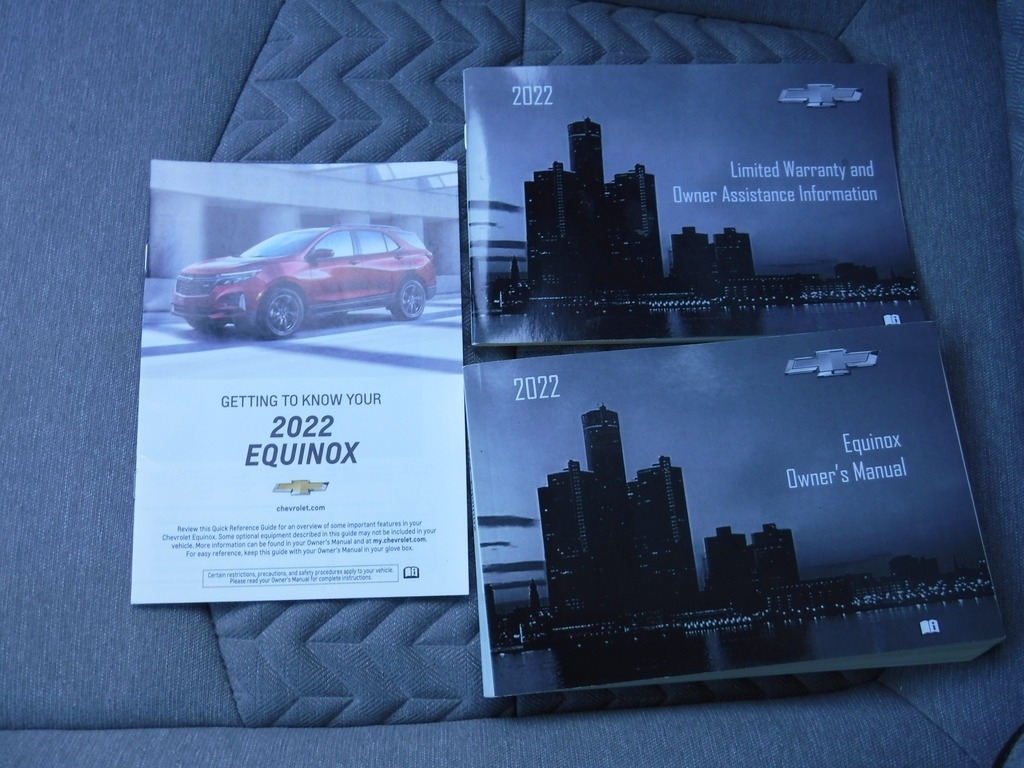 GETTING TO KNOW YOUR
2022
EQUINOX
chevrolet.com
Review this Quick Reference Guide for an overview of some important features in your
Chevrolet Equinox. Some optional equipment described in this guide may not be included in your
vehicle. More information can be found in your Owner's Manual and at my.chevrolet.com.
For easy reference, keep this guide with your Owner's Manual in your glove box.
Certain restrictions, precautions, and safety procedures apply to your vehicle.
Please read your Owner's Manual for complete instructions.
2022
Limited Warranty and
Owner Assistance Information
2022
Equinox
Owner's Manual